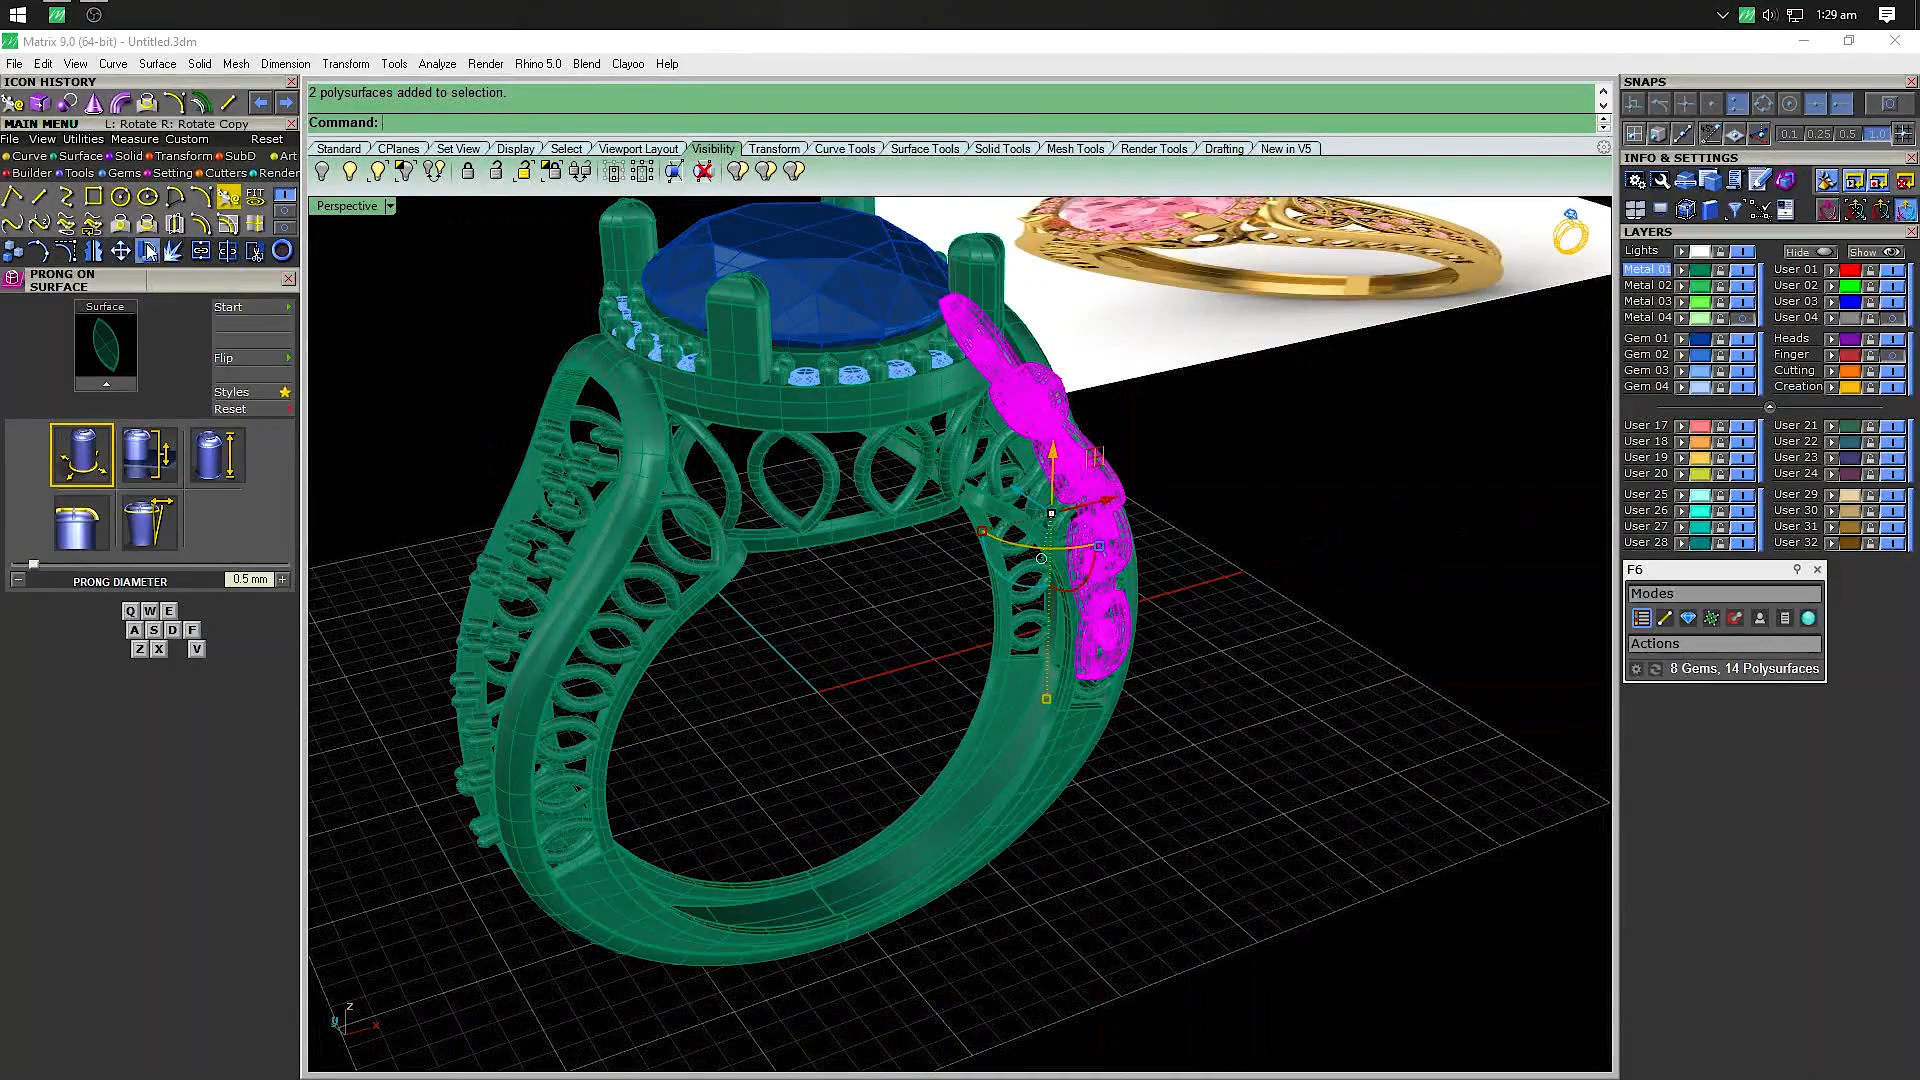 1:29 am
Matrix 9.0 (64-bit) - Untitled.3dm
File Edit View Curve Surface Solid Mesh Dimension Transform Tools Analyze Render Rhino 5.0 Blend Clayoo Help
ICON HISTORY
MAIN MENU L: Rotate R: Rotate Copy
File View Utilities Measure Custom Reset
Curve Surface Solid Transform SubD Art
Builder Tools Gems Setting Cutters Render
FIT
PRONG ON SURFACE
Surface
Start
Flip
Styles
Reset
PRONG DIAMETER 0.5 mm
Q W E
A S D F
Z X V
2 polysurfaces added to selection.
Command:
Standard CPlanes Set View Display Select Viewport Layout Visibility Transform Curve Tools Surface Tools Solid Tools Mesh Tools Render Tools Drafting New in V5
Perspective
z
y x
SNAPS
0.1 0.25 0.5 1.0
INFO & SETTINGS
LAYERS
Lights Hide Show
Metal 01 User 01
Metal 02 User 02
Metal 03 User 03
Metal 04 User 04
Gem 01 Heads
Gem 02 Finger
Gem 03 Cutting
Gem 04 Creation
User 17 User 21
User 18 User 22
User 19 User 23
User 20 User 24
User 25 User 29
User 26 User 30
User 27 User 31
User 28 User 32
F6
Modes
Actions
8 Gems, 14 Polysurfaces